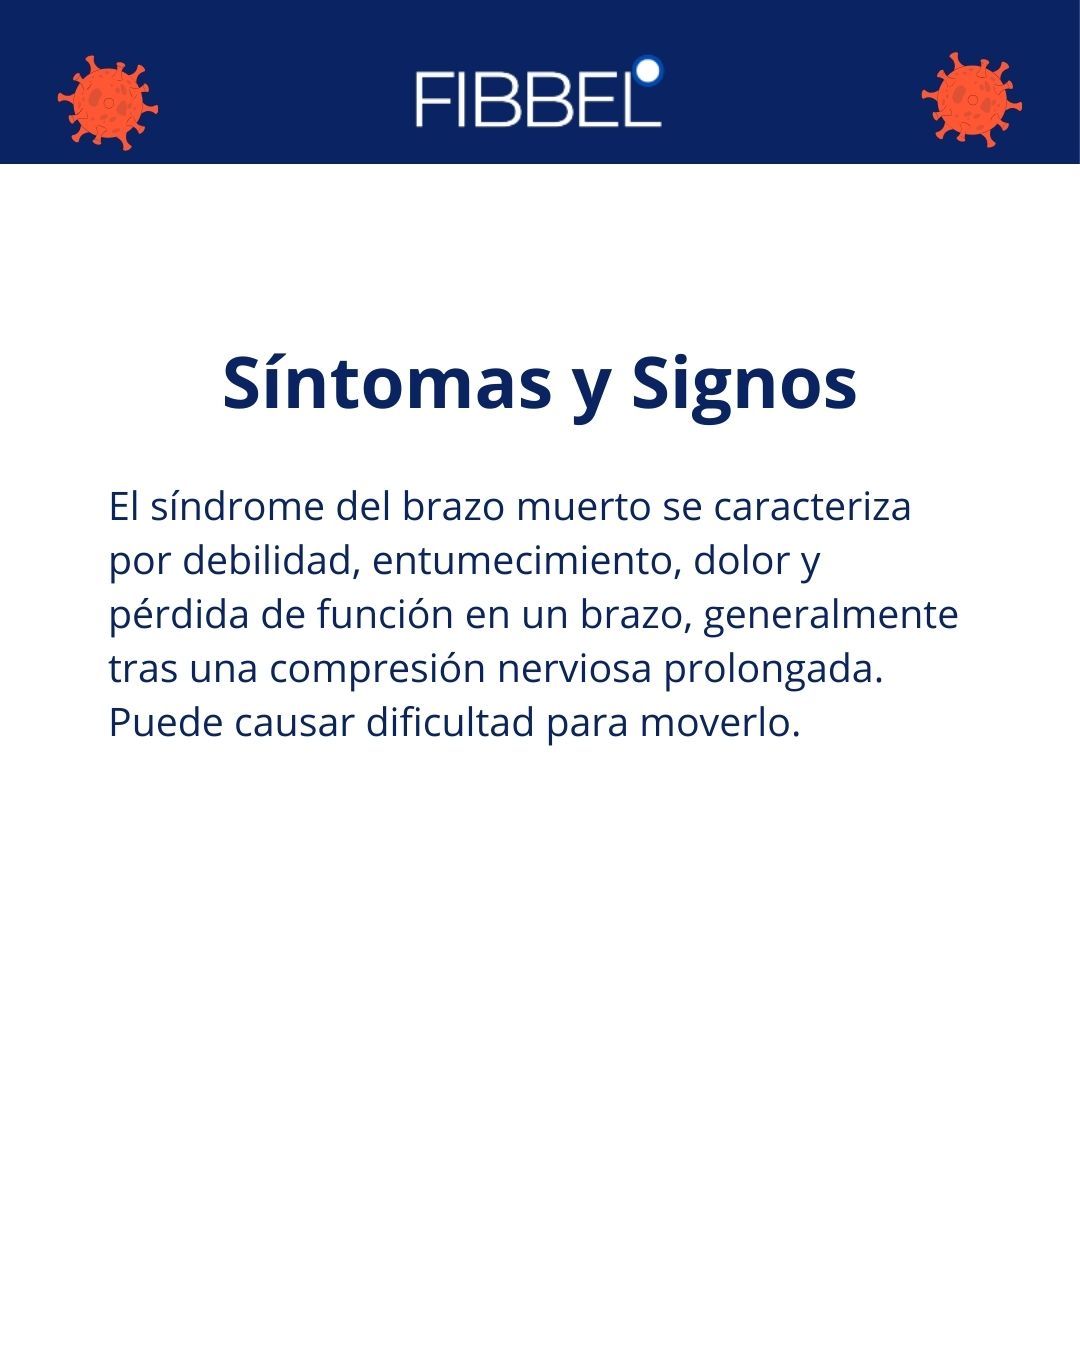 FIBBEL
Síntomas y Signos
El síndrome del brazo muerto se caracteriza
por debilidad, entumecimiento, dolor y
pérdida de función en un brazo, generalmente
tras una compresión nerviosa prolongada.
Puede causar dificultad para moverlo.